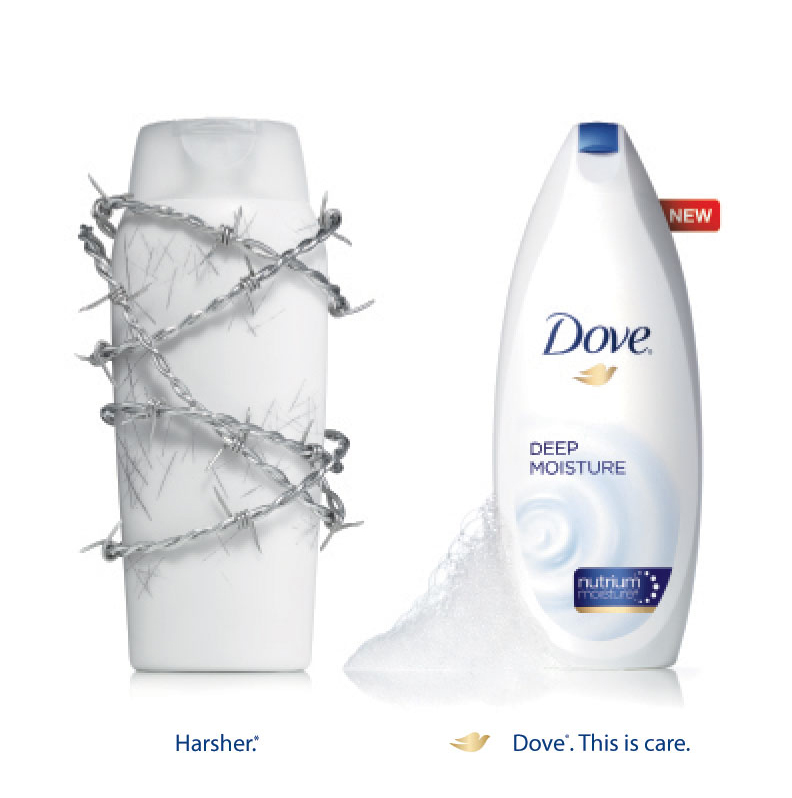 NEW
Dove®
DEEP
MOISTURE
nutrium
moisture®
Harsher.*
Dove®. This is care.